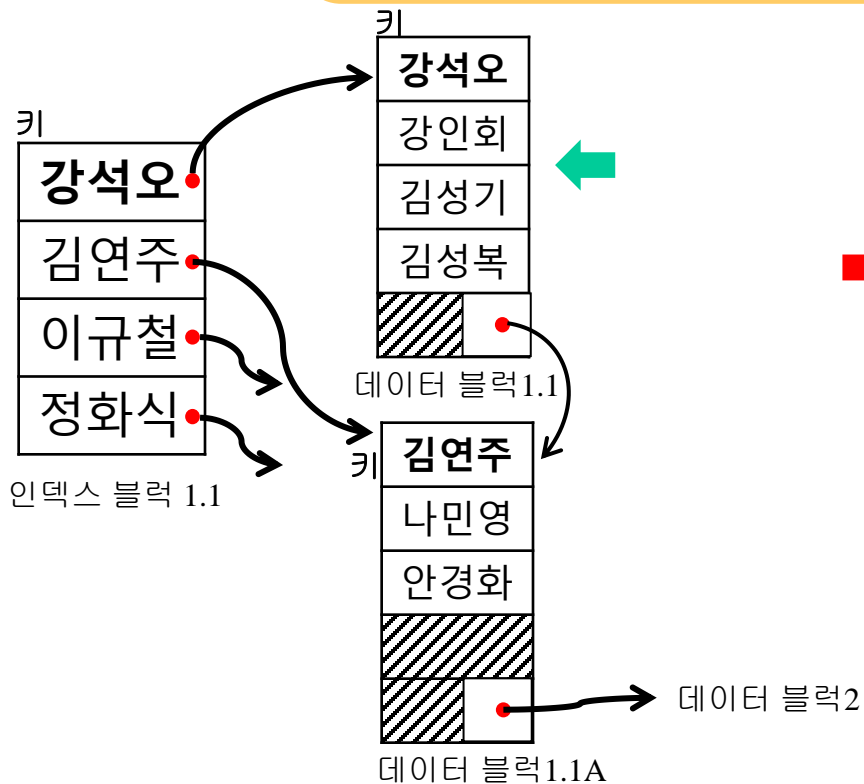 키
강석오
김연주
이규철
정화식
인덱스 블럭 1.1
키
강석오
강인회
김성기
김성복
데이터 블럭1.1
키
김연주
나민영
안경화
데이터 블럭2
데이터 블럭1.1A